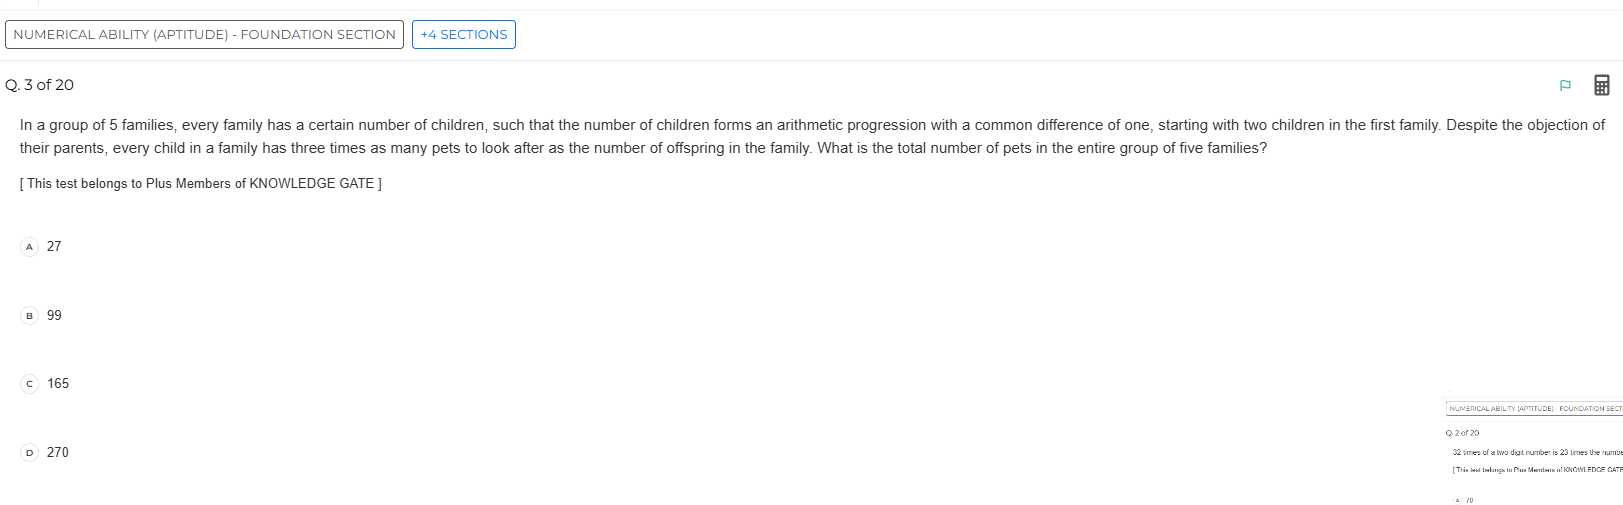 NUMERICAL ABILITY (APTITUDE) - FOUNDATION SECTION +4 SECTIONS
Q. 3 of 20
In a group of 5 families, every family has a certain number of children, such that the number of children forms an arithmetic progression with a common difference of one, starting with two children in the first family. Despite the objection of
their parents, every child in a family has three times as many pets to look after as the number of offspring in the family. What is the total number of pets in the entire group of five families?
[ This test belongs to Plus Members of KNOWLEDGE GATE ]
A 27
B 99
C 165
D 270
NUMERICAL ABILITY (APTITUDE) - FOUNDATION SECT
Q. 2 of 20
32 times of a two digit number is 23 times the numbe
[ This test belongs to Plus Members of KNOWLEDGE GATE
A 70